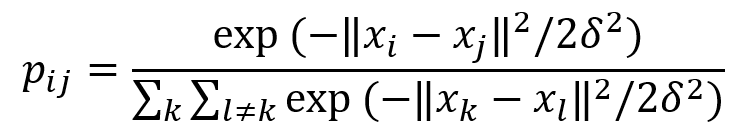 p_{ij} = \frac{\exp(-\|x_i - x_j\|^2/2\delta^2)}{\sum_k \sum_{l \neq k} \exp(-\|x_k - x_l\|^2/2\delta^2)}